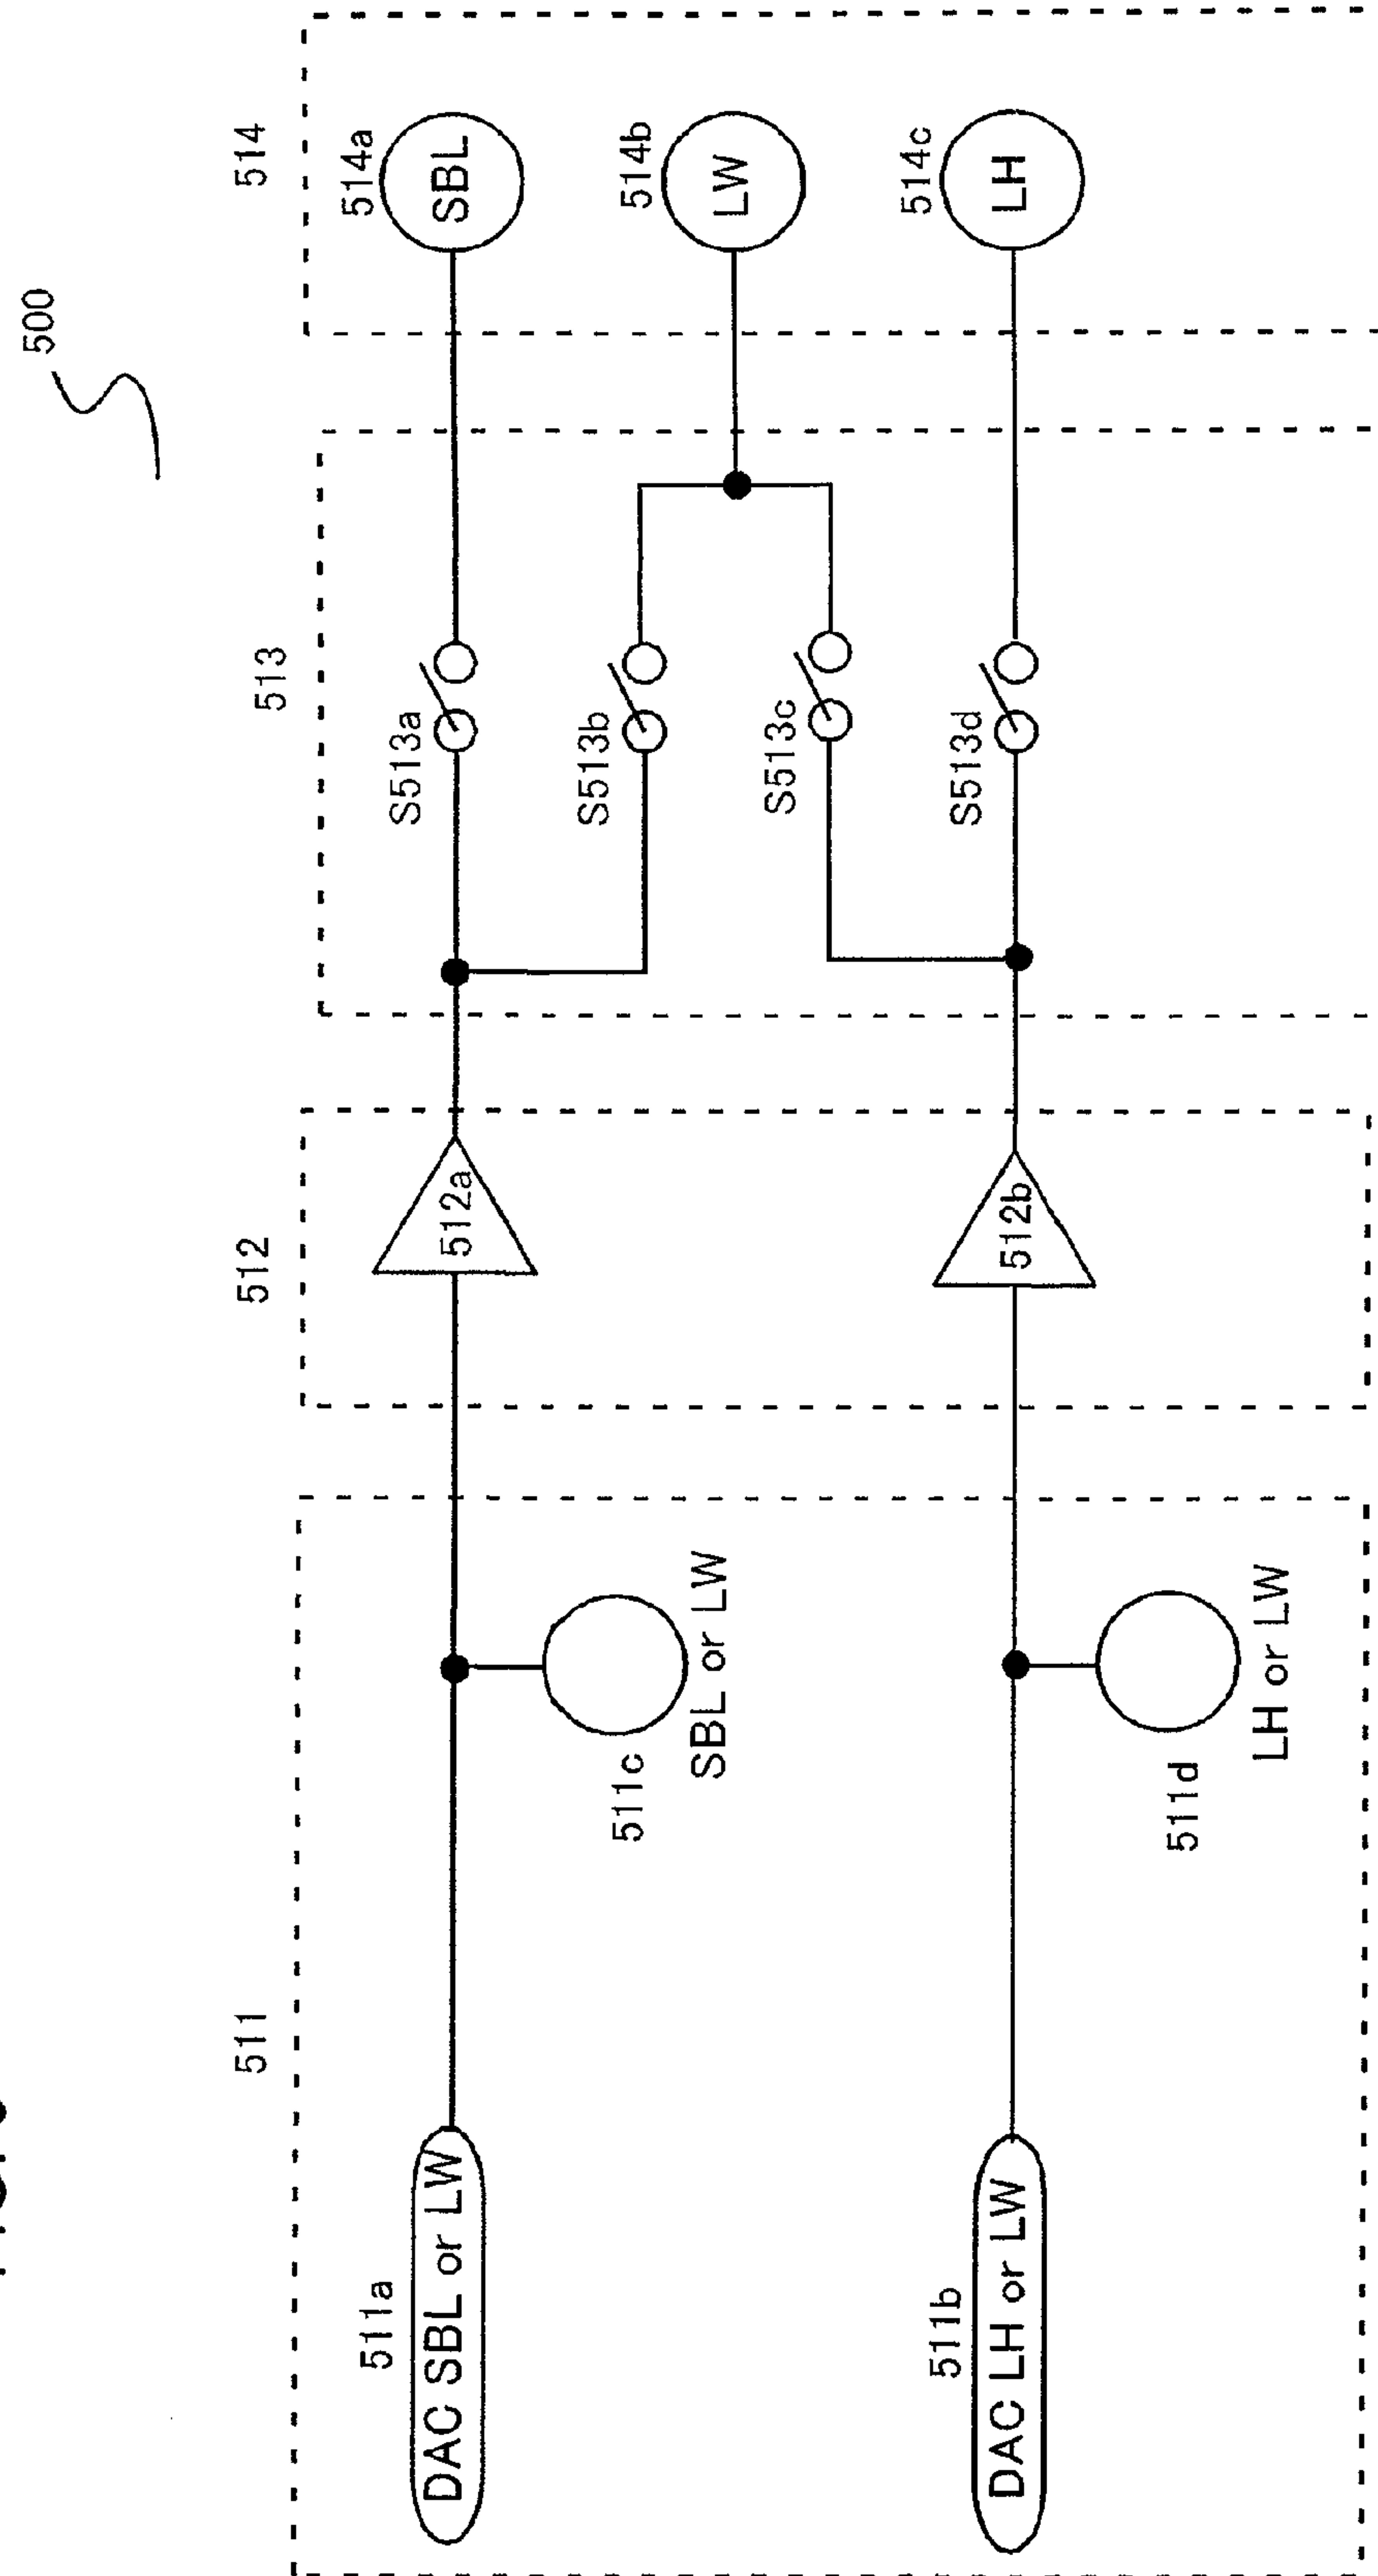 500
511
512
513
514
511a
DAC SBL or LW
511c
SBL or LW
512a
S513a
S513b
514a
SBL
514b
LW
511b
DAC LH or LW
511d
LH or LW
512b
S513c
S513d
514c
LH